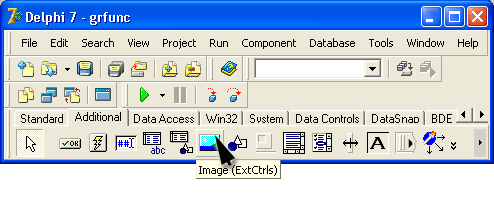 Delphi 7 - grfunc
File Edit Search View Project Run Component Database Tools Window Help
Standard Additional Data Access Win32 System Data Controls DataSnap BDE
OK ##I abc A
Image (ExtCtrls)